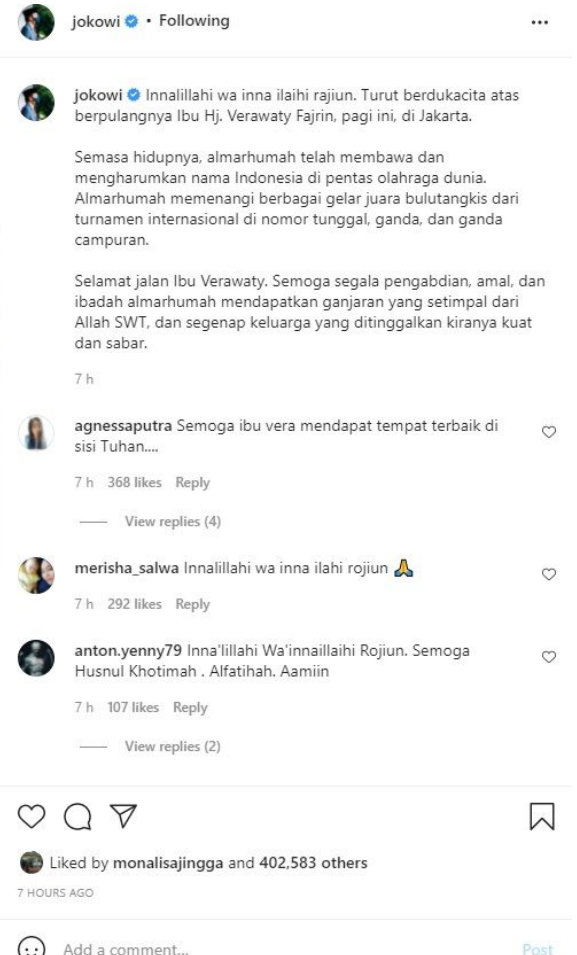 jokowi • Following
jokowi Innalillahi wa inna ilaihi rajiun. Turut berdukacita atas
berpulangnya Ibu Hj. Verawaty Fajrin, pagi ini, di Jakarta.
Semasa hidupnya, almarhumah telah membawa dan
mengharumkan nama Indonesia di pentas olahraga dunia.
Almarhumah memenangi berbagai gelar juara bulutangkis dari
turnamen internasional di nomor tunggal, ganda, dan ganda
campuran.
Selamat jalan Ibu Verawaty. Semoga segala pengabdian, amal, dan
ibadah almarhumah mendapatkan ganjaran yang setimpal dari
Allah SWT, dan segenap keluarga yang ditinggalkan kiranya kuat
dan sabar.
7 h
agnessaputra Semoga ibu vera mendapat tempat terbaik di
sisi Tuhan....
7 h 368 likes Reply
View replies (4)
merisha_salwa Innalillahi wa inna ilahi rojiun 🙏
7 h 292 likes Reply
anton.yenny79 Inna'lillahi Wa'innaillaihi Rojiun. Semoga
Husnul Khotimah . Alfatihah. Aamiin
7 h 107 likes Reply
View replies (2)
Liked by monalisajingga and 402,583 others
7 HOURS AGO
Add a comment...
Post